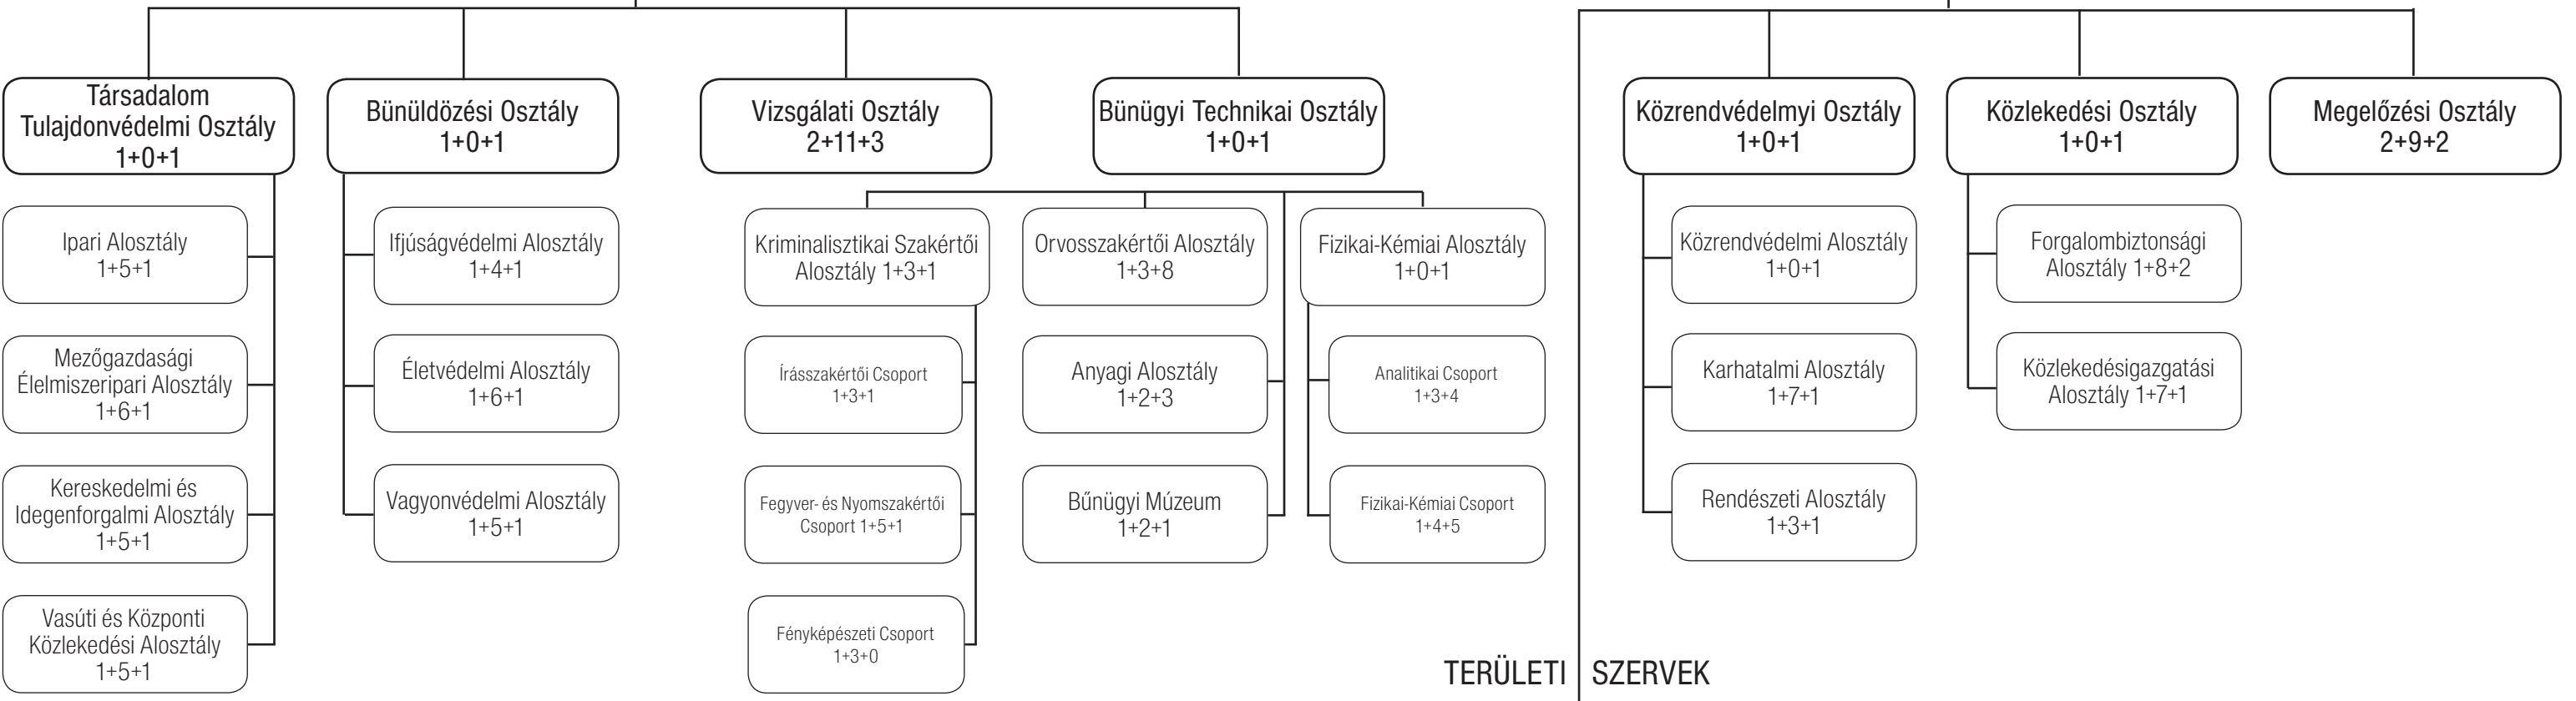 Társadalom
Tulajdonvédelmi Osztály
1+0+1
Bünüldözési Osztály
1+0+1
Vizsgálati Osztály
2+11+3
Bünügyi Technikai Osztály
1+0+1
Közrendvédelmyi Osztály
1+0+1
Közlekedési Osztály
1+0+1
Megelőzési Osztály
2+9+2
Ipari Alosztály
1+5+1
Mezőgazdasági
Élelmiszeripari Alosztály
1+6+1
Kereskedelmi és
Idegenforgalmi Alosztály
1+5+1
Vasúti és Központi
Közlekedési Alosztály
1+5+1
Ifjúságvédelmi Alosztály
1+4+1
Életvédelmi Alosztály
1+6+1
Vagyonvédelmi Alosztály
1+5+1
Kriminalisztikai Szakértői
Alosztály 1+3+1
Írásszakértői Csoport
1+3+1
Fegyver- és Nyomszakértői
Csoport 1+5+1
Fényképészeti Csoport
1+3+0
Orvosszakértői Alosztály
1+3+8
Anyagi Alosztály
1+2+3
Bűnügyi Múzeum
1+2+1
Fizikai-Kémiai Alosztály
1+0+1
Analitikai Csoport
1+3+4
Fizikai-Kémiai Csoport
1+4+5
Közrendvédelmi Alosztály
1+0+1
Karhatalmi Alosztály
1+7+1
Rendészeti Alosztály
1+3+1
Forgalombiztonsági
Alosztály 1+8+2
Közlekedésigazgatási
Alosztály 1+7+1
TERÜLETI SZERVEK